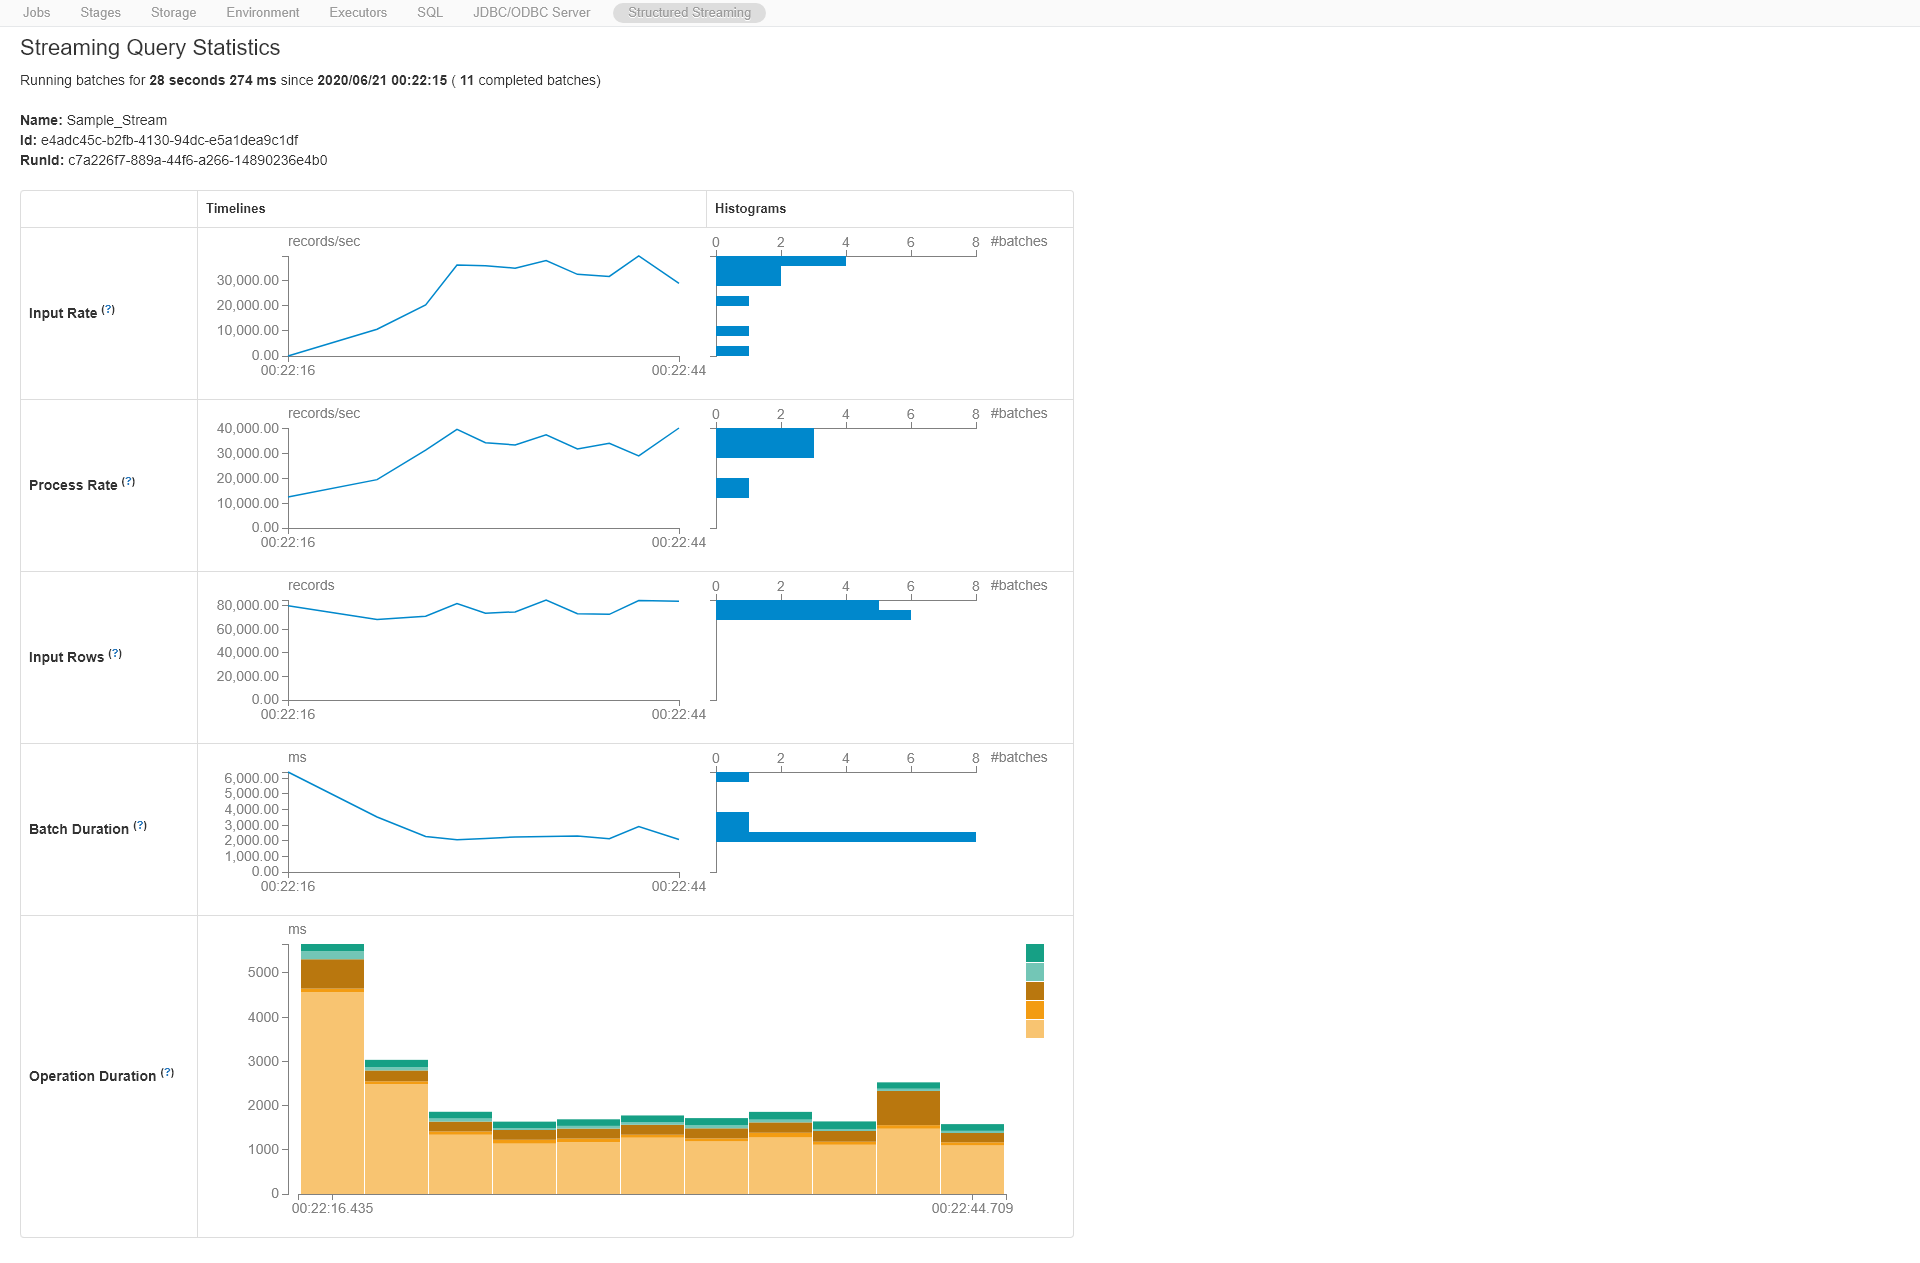 Jobs Stages Storage Environment Executors SQL JDBC/ODBC Server Structured Streaming
Streaming Query Statistics
Running batches for 28 seconds 274 ms since 2020/06/21 00:22:15 ( 11 completed batches)
Name: Sample_Stream
Id: e4adc45c-b2fb-4130-94dc-e5a1dea9c1df
RunId: c7a226f7-889a-44f6-a266-14890236e4b0
Timelines Histograms
Input Rate (?)
records/sec
30,000.00
20,000.00
10,000.00
0.00
00:22:16 00:22:44
0 2 4 6 8 #batches
Process Rate (?)
records/sec
40,000.00
30,000.00
20,000.00
10,000.00
0.00
00:22:16 00:22:44
0 2 4 6 8 #batches
Input Rows (?)
records
80,000.00
60,000.00
40,000.00
20,000.00
0.00
00:22:16 00:22:44
0 2 4 6 8 #batches
Batch Duration (?)
ms
6,000.00
5,000.00
4,000.00
3,000.00
2,000.00
1,000.00
0.00
00:22:16 00:22:44
0 2 4 6 8 #batches
Operation Duration (?)
ms
5000
4000
3000
2000
1000
0
00:22:16.435 00:22:44.709